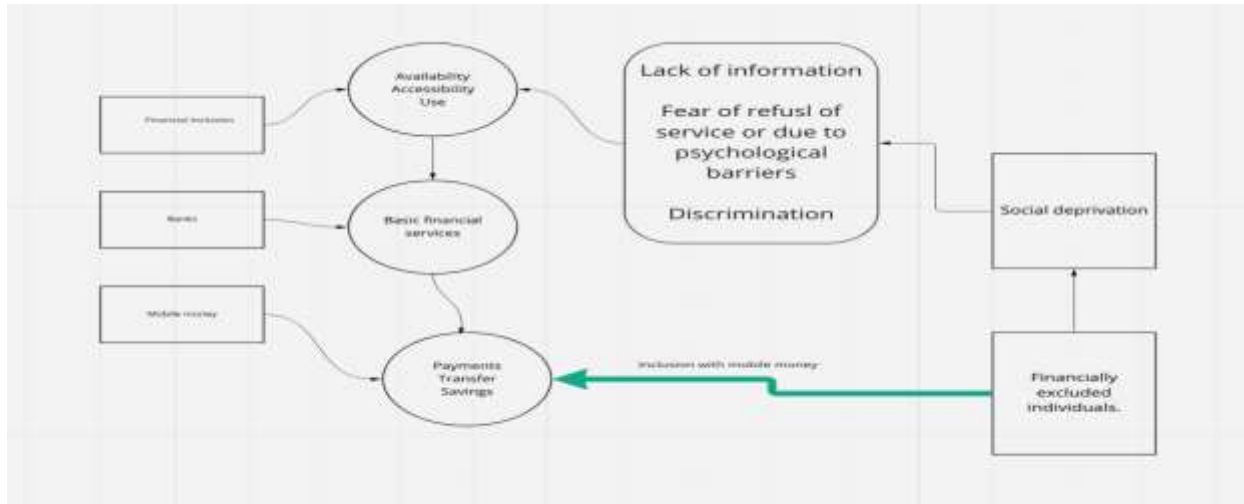 Financial Inclusion
Banks
Mobile money
Availability
Accessibility
Use
Basic financial
services
Payments
Transfer
Savings
Lack of information
Fear of refusl of
service or due to
psychological
barriers
Discrimination
Inclusion with mobile money
Social deprivation
Financially
excluded
individuals.